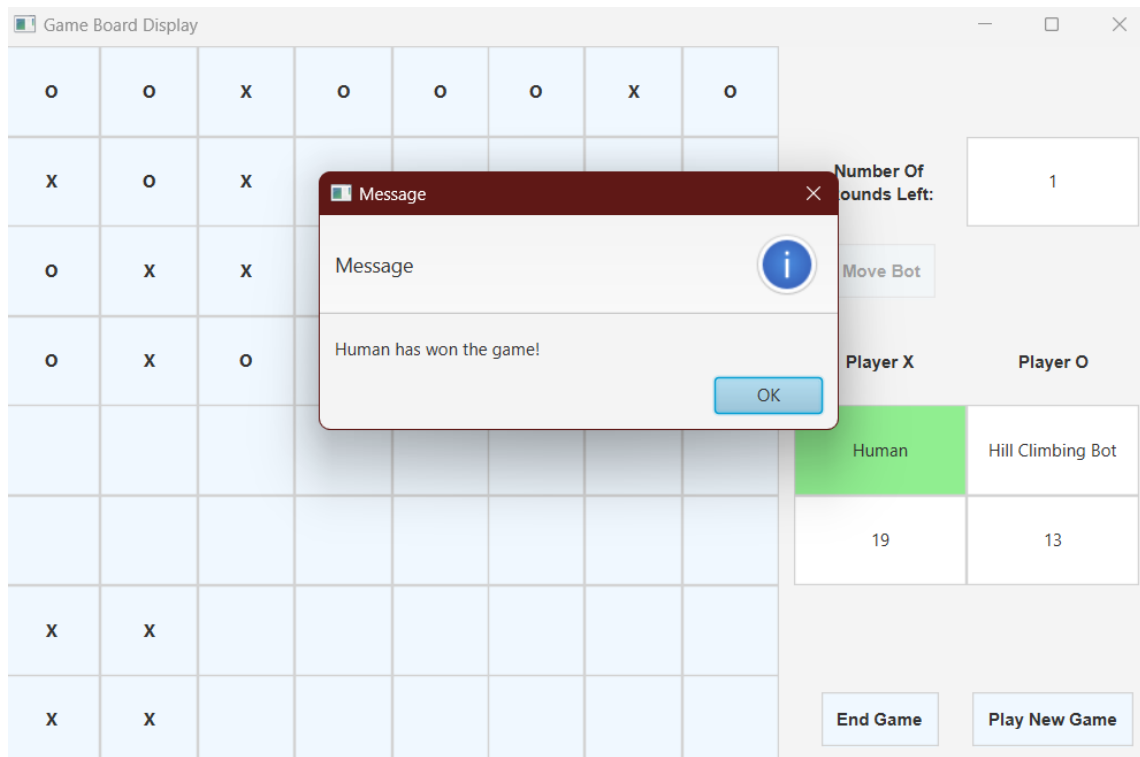 Game Board Display
O O X O O O X O
X O X
Number Of
ounds Left:
1
Message
Message
O X X
Move Bot
Human has won the game!
O X O
OK
Player X Player O
Human Hill Climbing Bot
19 13
X X
X X
End Game Play New Game